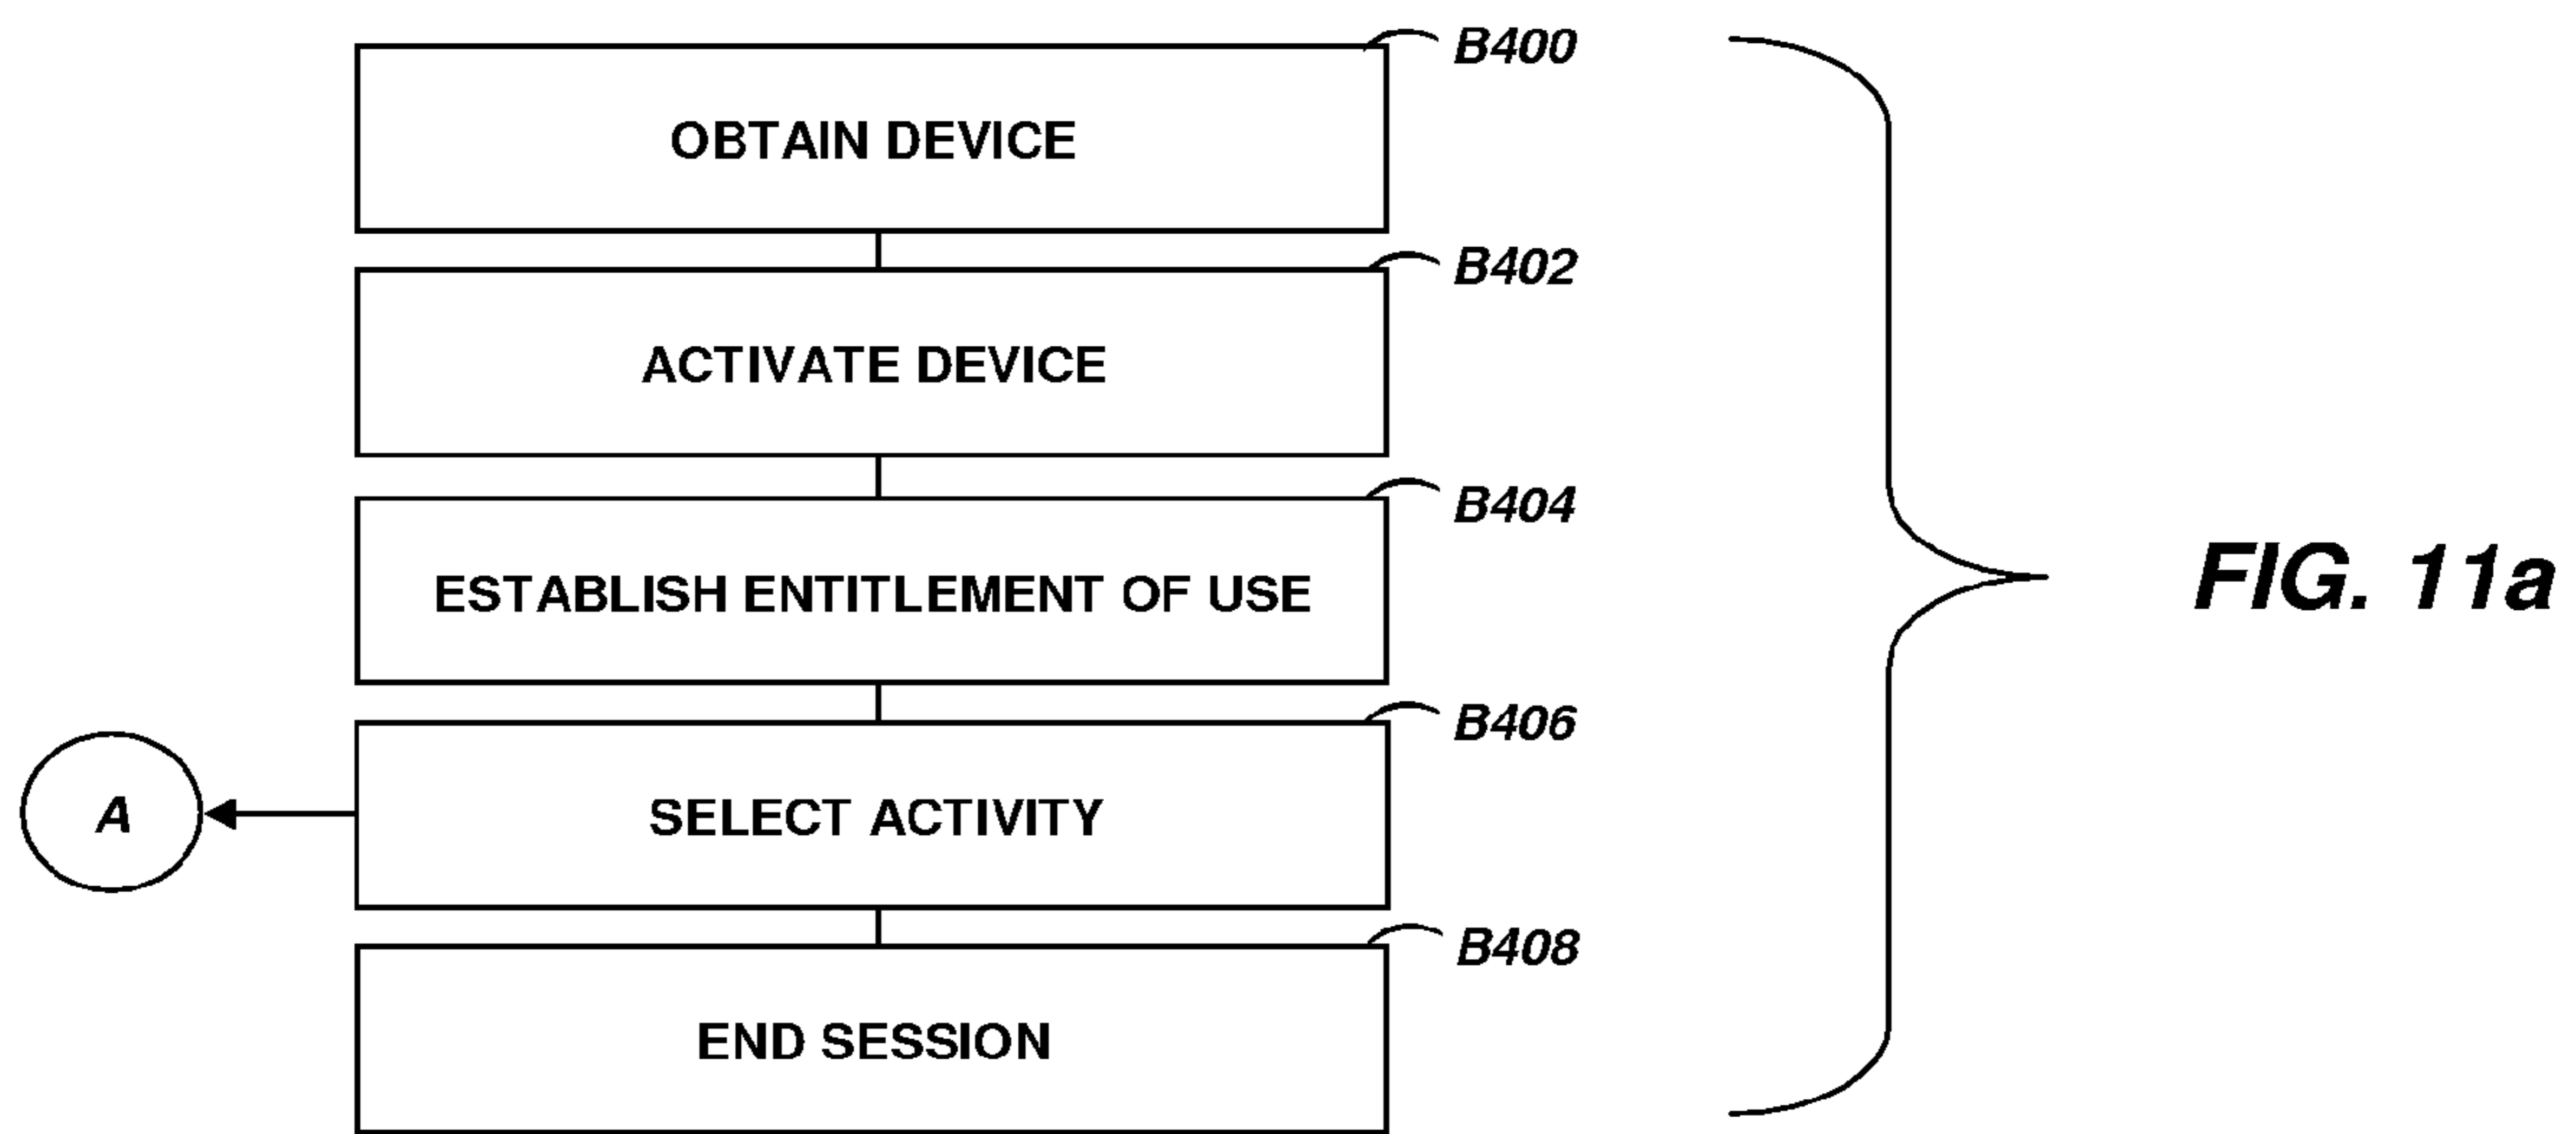 B400
OBTAIN DEVICE
B402
ACTIVATE DEVICE
B404
ESTABLISH ENTITLEMENT OF USE
B406
A
SELECT ACTIVITY
B408
END SESSION
FIG. 11a